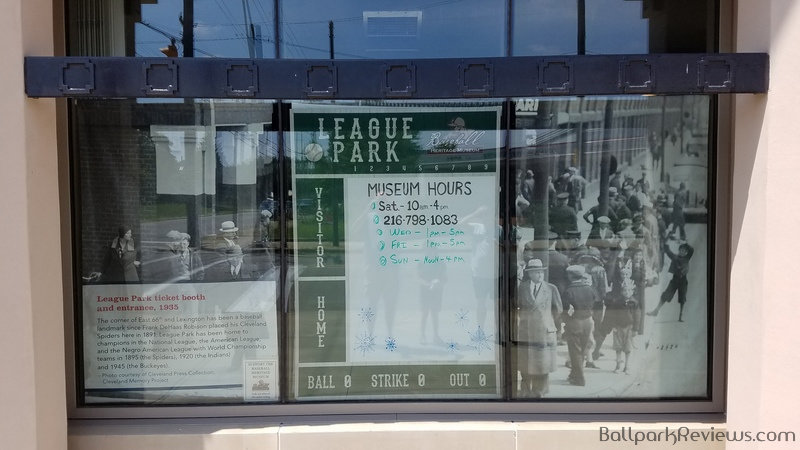 League Park ticket booth
and entrance, 1935
The corner of East 66th and Lexington has been a baseball
landmark since Frank DeHaas Robison placed his Cleveland
Spiders here in 1891. League Park has been home to
champions in the National League, the American League,
and the Negro American League with World Championship
teams in 1895 (the Spiders), 1920 (the Indians)
and 1945 (the Buckeyes).
- Photo courtesy of Cleveland Press Collection,
Cleveland Memory Project
LEAGUE
PARK
Baseball
HERITAGE MUSEUM
1 2 3 4 5 6 7 8 9
VISITOR
HOME
MUSEUM HOURS
Sat.- 10am-4pm
216-798-1083
WED - 1pm-5pm
FRI - 1pm-5pm
SUN - Noon-4pm
BALL 0 STRIKE 0 OUT 0
BallparkReviews.com